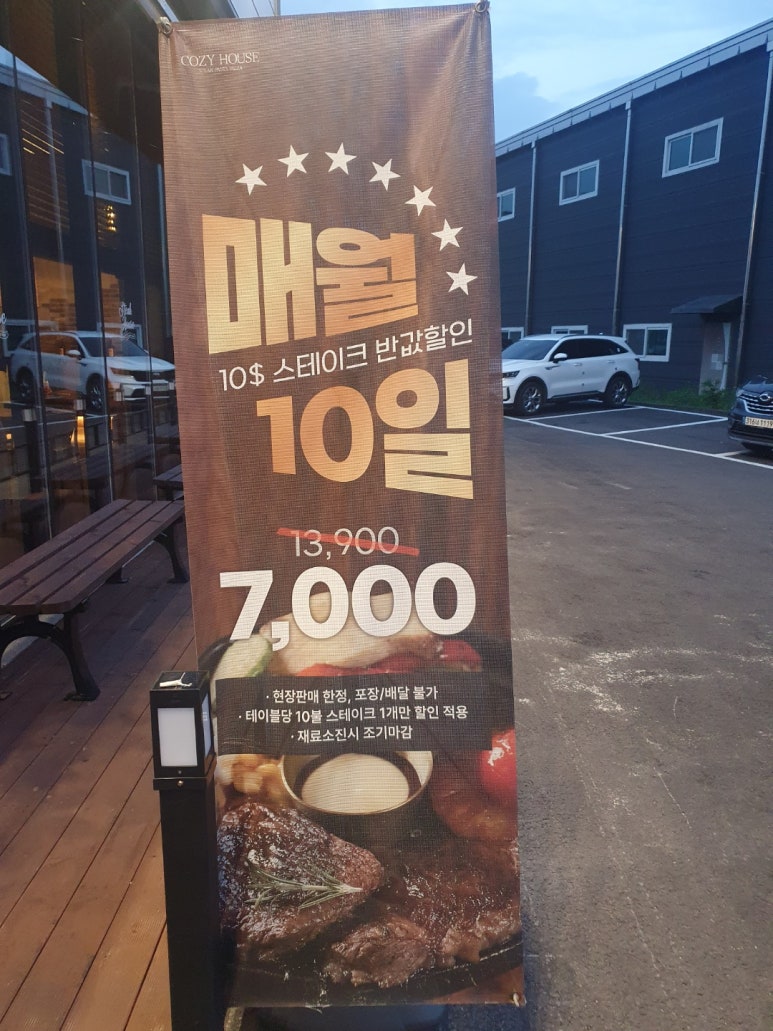 COZY HOUSE
매월
10$ 스테이크 반값할인
10일
13,900
7,000
· 현장판매 한정, 포장/배달 불가
· 테이블당 10불 스테이크 1개만 할인 적용
· 재료소진시 조기마감